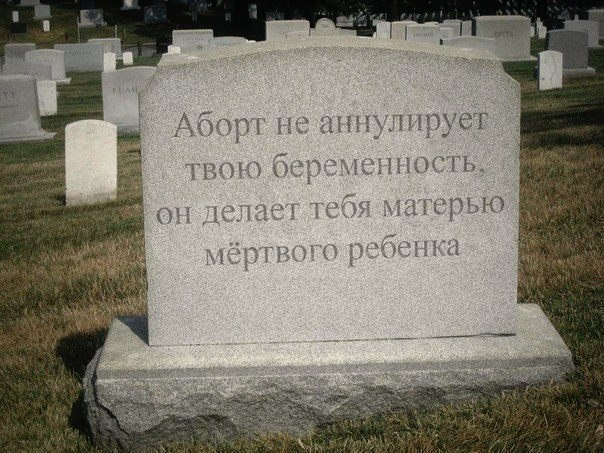 Аборт не аннулирует
твою беременность,
он делает тебя матерью
мёртвого ребенка